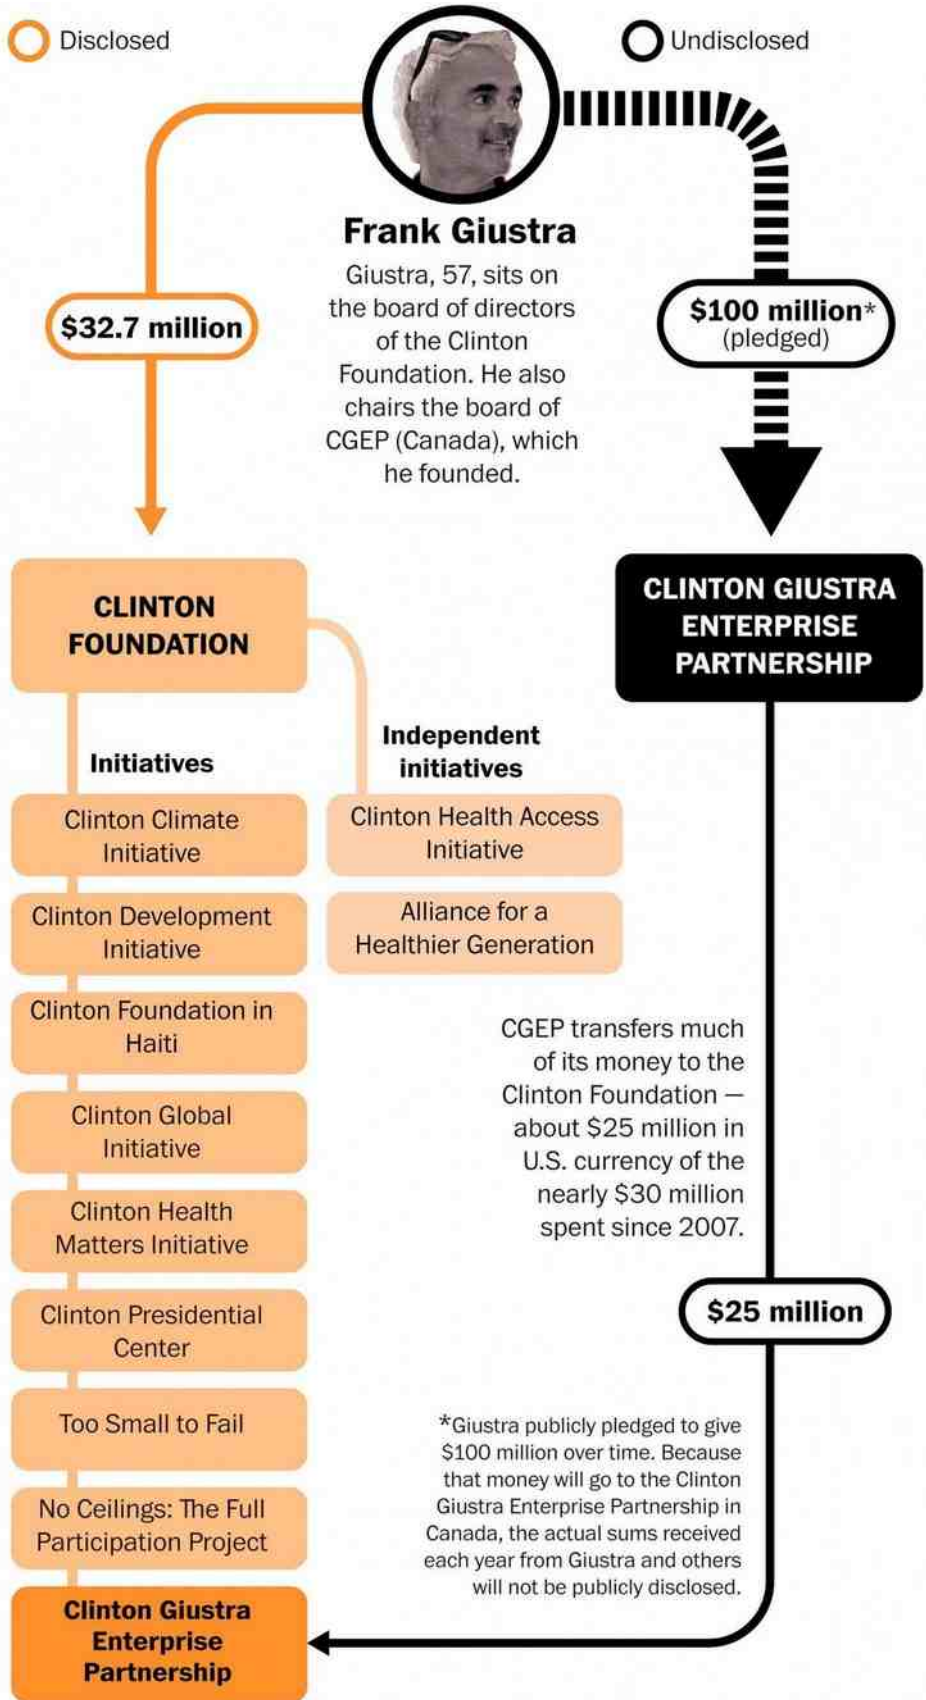 Disclosed
Undisclosed
Frank Giustra
Giustra, 57, sits on
the board of directors
of the Clinton
Foundation. He also
chairs the board of
CGEP (Canada), which
he founded.
$32.7 million
$100 million*
(pledged)
CLINTON
FOUNDATION
CLINTON GIUSTRA
ENTERPRISE
PARTNERSHIP
Initiatives
Clinton Climate
Initiative
Clinton Development
Initiative
Clinton Foundation in
Haiti
Clinton Global
Initiative
Clinton Health
Matters Initiative
Clinton Presidential
Center
Too Small to Fail
No Ceilings: The Full
Participation Project
Clinton Giustra
Enterprise
Partnership
Independent
initiatives
Clinton Health Access
Initiative
Alliance for a
Healthier Generation
CGEP transfers much
of its money to the
Clinton Foundation —
about $25 million in
U.S. currency of the
nearly $30 million
spent since 2007.
$25 million
*Giustra publicly pledged to give
$100 million over time. Because
that money will go to the Clinton
Giustra Enterprise Partnership in
Canada, the actual sums received
each year from Giustra and others
will not be publicly disclosed.